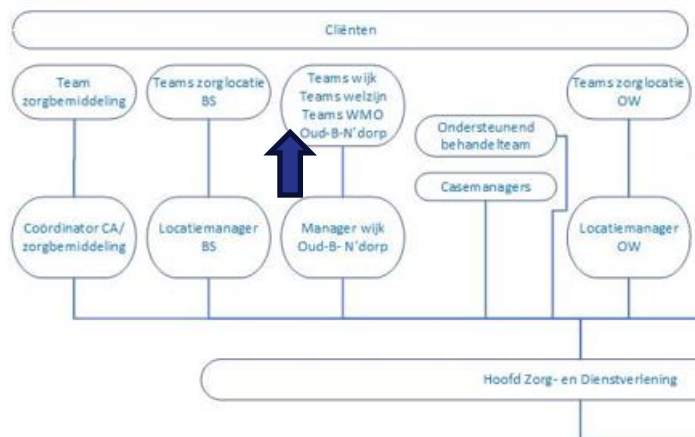 Cliënten
Team
zorgbemiddeling
Teams zorglocatie
BS
Teams wijk
Teams welzijn
Teams WMO
Oud-B-N'dorp
Ondersteunend
behandelteam
Casemanagers
Teams zorglocatie
OW
Coördinator CA/
zorgbemiddeling
Locatiemanager
BS
Manager wijk
Oud-B- N'dorp
Locatiemanager
OW
Hoofd Zorg- en Dienstverlening